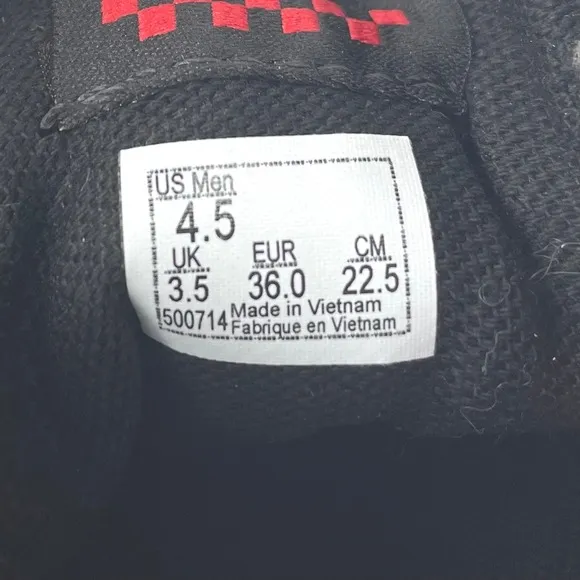 US Men
4.5
UK EUR CM
3.5 36.0 22.5
500714 Made in Vietnam
Fabrique en Vietnam